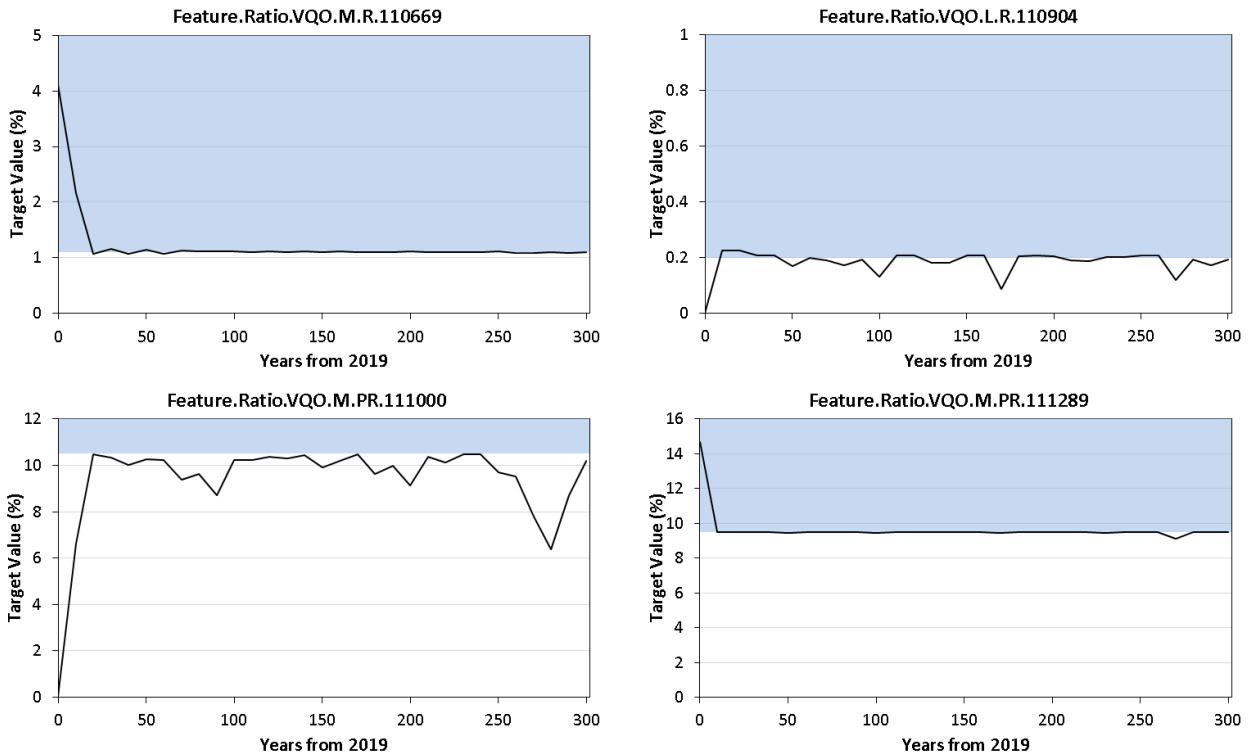 Feature.Ratio.VQO.M.R.110669
Target Value (%)
5
4
3
2
1
0
0 50 100 150 200 250 300
Years from 2019
Feature.Ratio.VQO.L.R.110904
Target Value (%)
1
0.8
0.6
0.4
0.2
0
0 50 100 150 200 250 300
Years from 2019
Feature.Ratio.VQO.M.PR.111000
Target Value (%)
12
10
8
6
4
2
0
0 50 100 150 200 250 300
Years from 2019
Feature.Ratio.VQO.M.PR.111289
Target Value (%)
16
14
12
10
8
6
4
2
0
0 50 100 150 200 250 300
Years from 2019